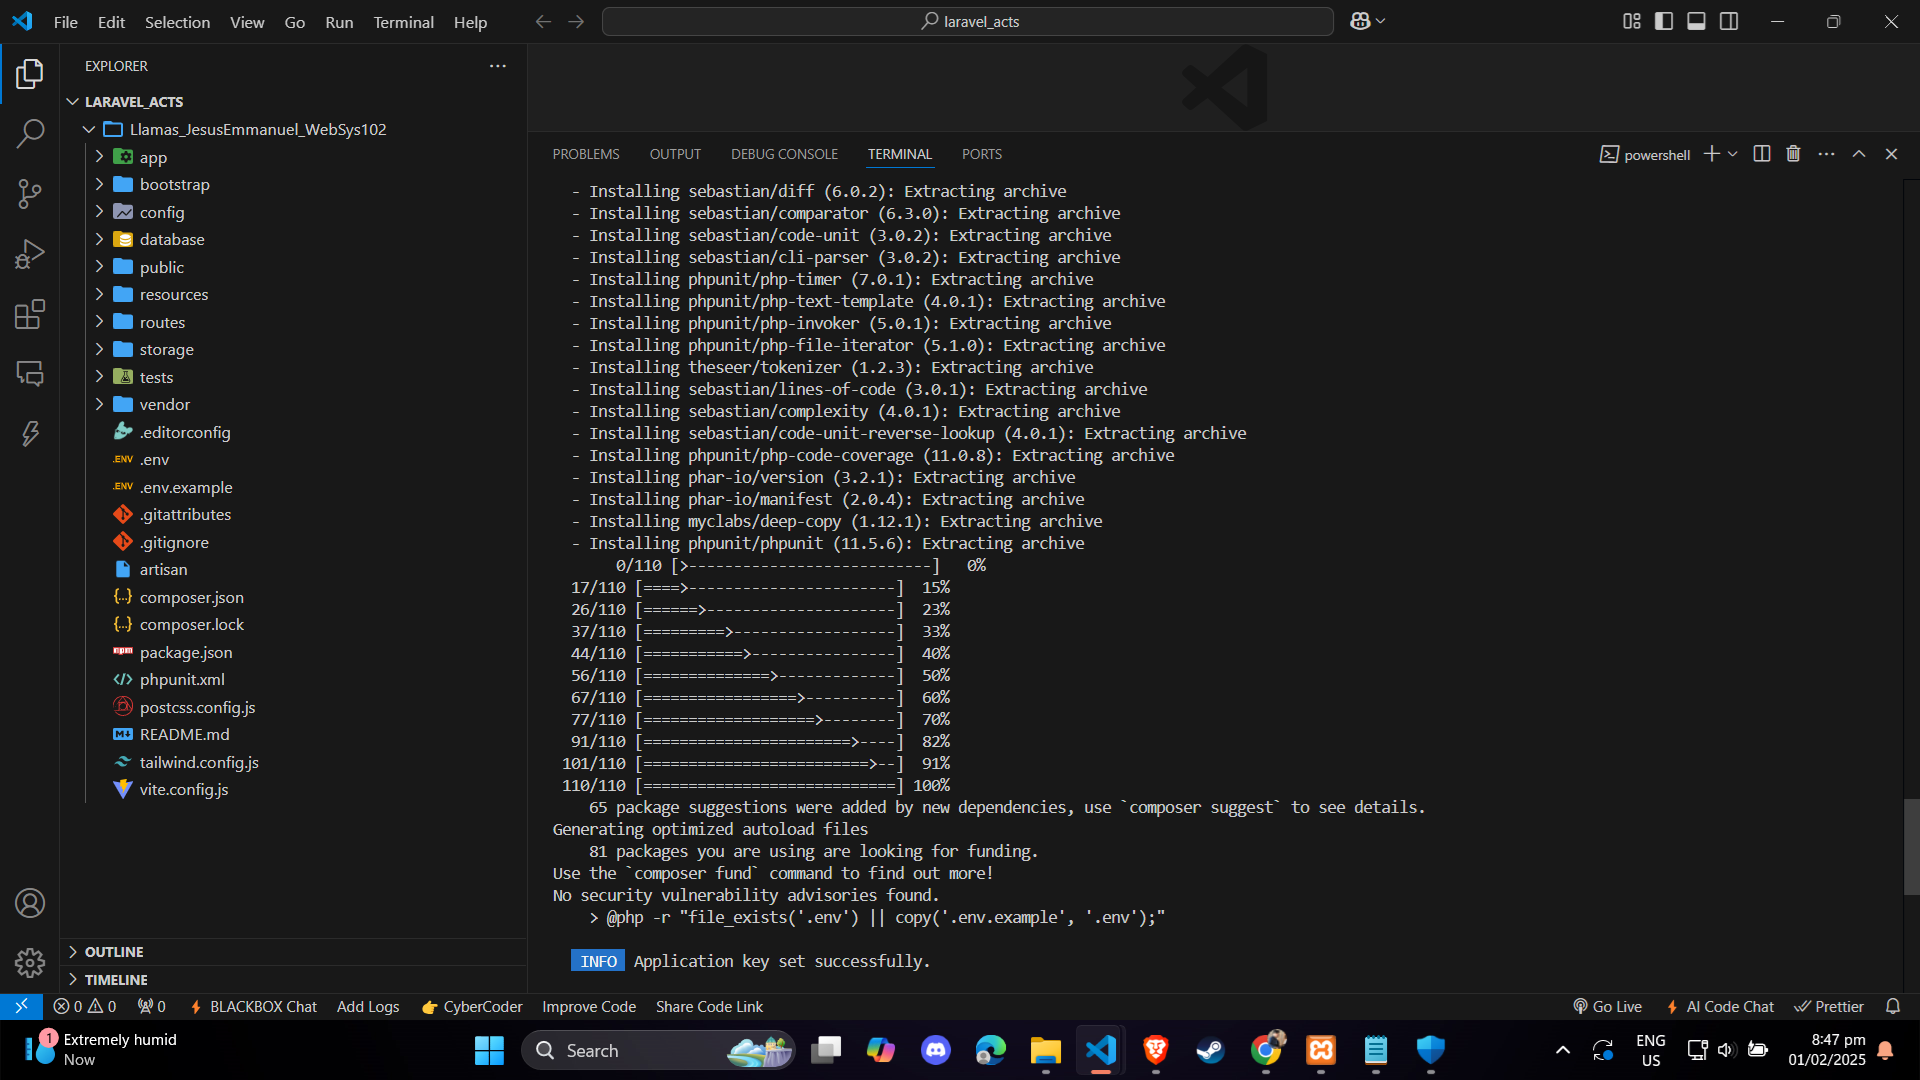 File Edit Selection View Go Run Terminal Help
laravel_acts
EXPLORER
LARAVEL_ACTS
Llamas_JesusEmmanuel_WebSys102
app
bootstrap
config
database
public
resources
routes
storage
tests
vendor
.editorconfig
.ENV .env
.ENV .env.example
.gitattributes
.gitignore
artisan
{..} composer.json
{..} composer.lock
npm package.json
</> phpunit.xml
postcss.config.js
README.md
tailwind.config.js
vite.config.js
OUTLINE
TIMELINE
PROBLEMS OUTPUT DEBUG CONSOLE TERMINAL PORTS
powershell
- Installing sebastian/diff (6.0.2): Extracting archive
- Installing sebastian/comparator (6.3.0): Extracting archive
- Installing sebastian/code-unit (3.0.2): Extracting archive
- Installing sebastian/cli-parser (3.0.2): Extracting archive
- Installing phpunit/php-timer (7.0.1): Extracting archive
- Installing phpunit/php-text-template (4.0.1): Extracting archive
- Installing phpunit/php-invoker (5.0.1): Extracting archive
- Installing phpunit/php-file-iterator (5.1.0): Extracting archive
- Installing theseer/tokenizer (1.2.3): Extracting archive
- Installing sebastian/lines-of-code (3.0.1): Extracting archive
- Installing sebastian/complexity (4.0.1): Extracting archive
- Installing sebastian/code-unit-reverse-lookup (4.0.1): Extracting archive
- Installing phpunit/php-code-coverage (11.0.8): Extracting archive
- Installing phar-io/version (3.2.1): Extracting archive
- Installing phar-io/manifest (2.0.4): Extracting archive
- Installing myclabs/deep-copy (1.12.1): Extracting archive
- Installing phpunit/phpunit (11.5.6): Extracting archive
0/110 [>---------------------------]   0%
17/110 [====>-----------------------]  15%
26/110 [======>---------------------]  23%
37/110 [=========>------------------]  33%
44/110 [===========>----------------]  40%
56/110 [==============>-------------]  50%
67/110 [=================>----------]  60%
77/110 [===================>--------]  70%
91/110 [=======================>----]  82%
101/110 [=========================>--]  91%
110/110 [============================] 100%
65 package suggestions were added by new dependencies, use `composer suggest` to see details.
Generating optimized autoload files
81 packages you are using are looking for funding.
Use the `composer fund` command to find out more!
No security vulnerability advisories found.
> @php -r "file_exists('.env') || copy('.env.example', '.env');"
INFO Application key set successfully.
0 0 0 BLACKBOX Chat Add Logs CyberCoder Improve Code Share Code Link Go Live AI Code Chat Prettier
1 Extremely humid
Now
Search
ENG
US
8:47 pm
01/02/2025